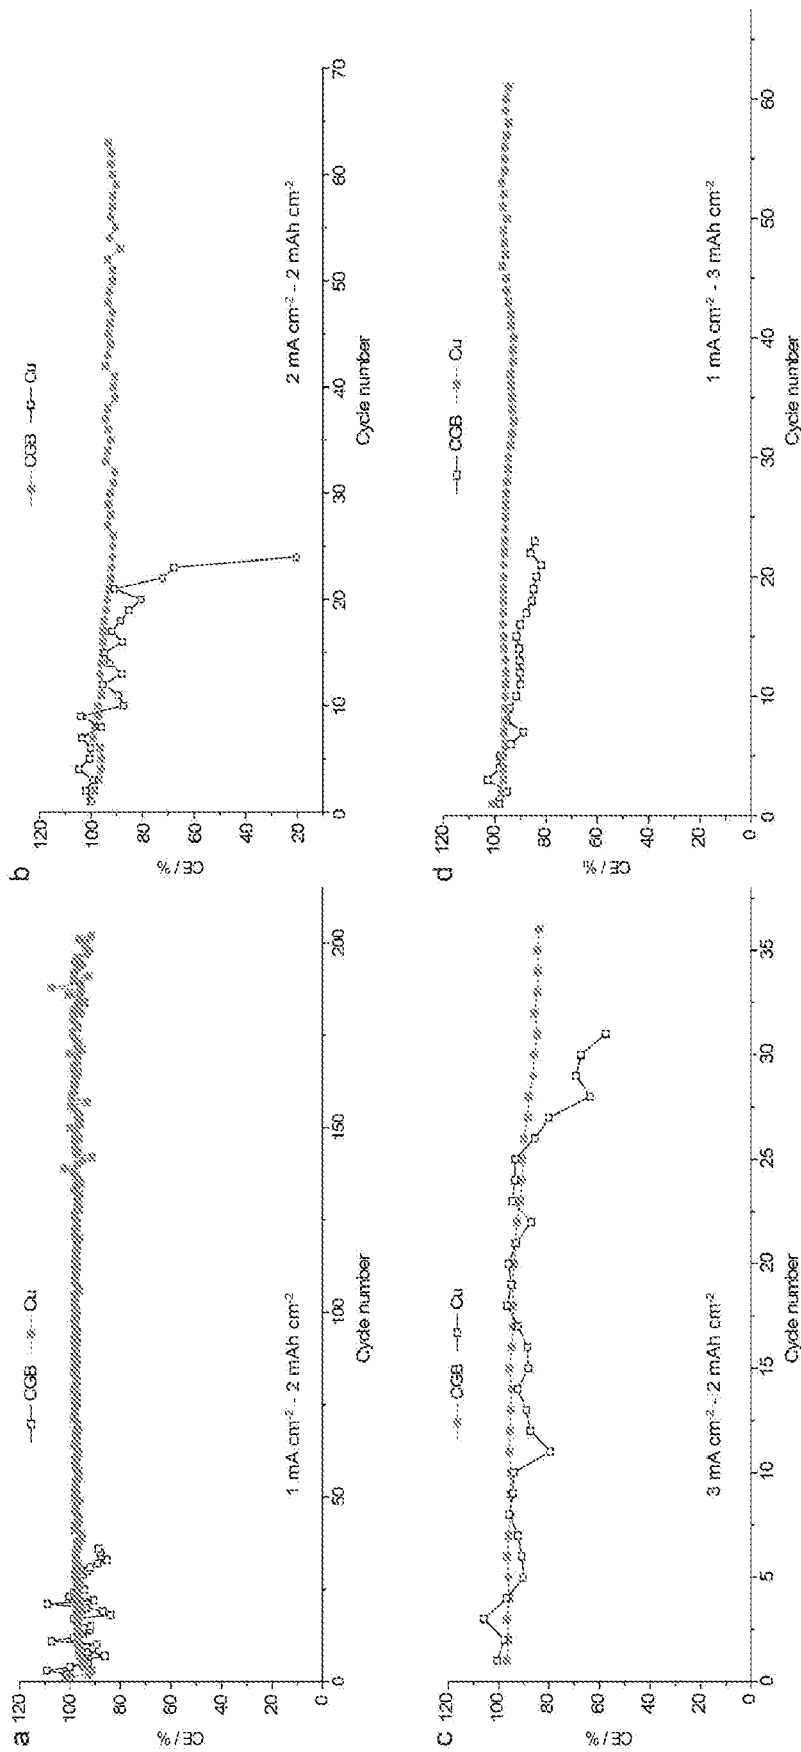 a
CE / %
120
100
80
60
40
20
0
0
50
100
150
200
Cycle number
CGB
Cu
1 mA cm⁻² - 2 mAh cm⁻²
b
CE / %
120
100
80
60
40
20
0
10
20
30
40
50
60
70
Cycle number
CGB
Cu
2 mA cm⁻² - 2 mAh cm⁻²
c
CE / %
120
100
80
60
40
20
0
0
5
10
15
20
25
30
35
Cycle number
CGB
Cu
3 mA cm⁻² - 2 mAh cm⁻²
d
CE / %
120
100
80
60
40
20
0
0
10
20
30
40
50
60
Cycle number
CGB
Cu
1 mA cm⁻² - 3 mAh cm⁻²